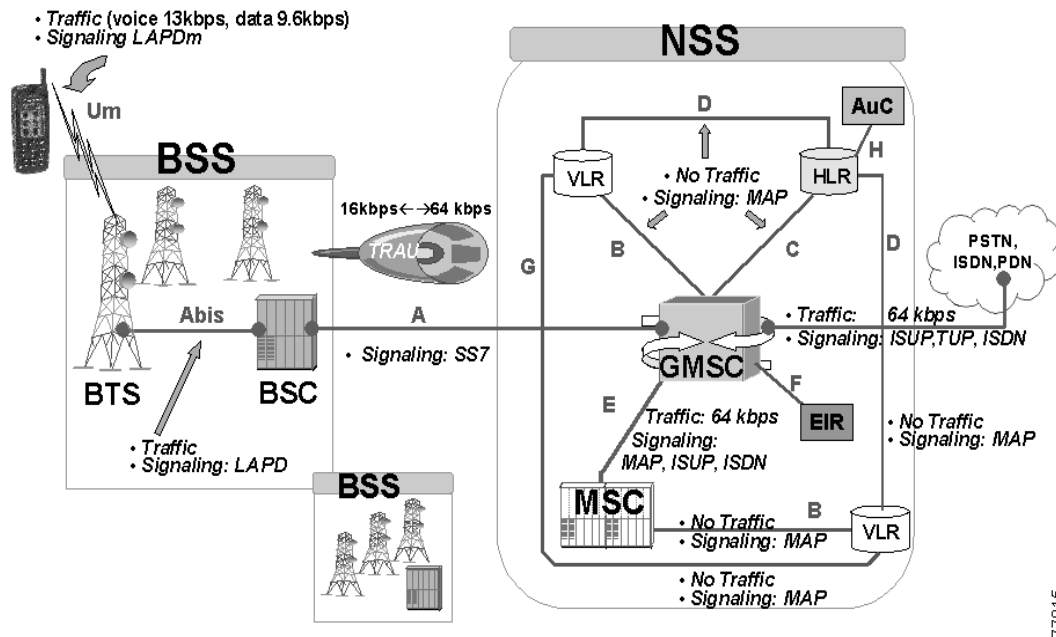 • Traffic (voice 13kbps, data 9.6kbps)
• Signaling LAPDm
Um
BSS
16kbps←→64 kbps
TRAU
Abis
BTS
BSC
A
• Signaling: SS7
• Traffic
• Signaling: LAPD
BSS
NSS
D
AuC
H
VLR
HLR
• No Traffic
• Signaling: MAP
B
C
G
D
PSTN,
ISDN,PDN
• Traffic: 64 kbps
• Signaling: ISUP,TUP, ISDN
GMSC
E
F
EIR
Traffic: 64 kbps
Signaling:
MAP, ISUP, ISDN
• No Traffic
• Signaling: MAP
MSC
B
• No Traffic
• Signaling: MAP
VLR
• No Traffic
• Signaling: MAP